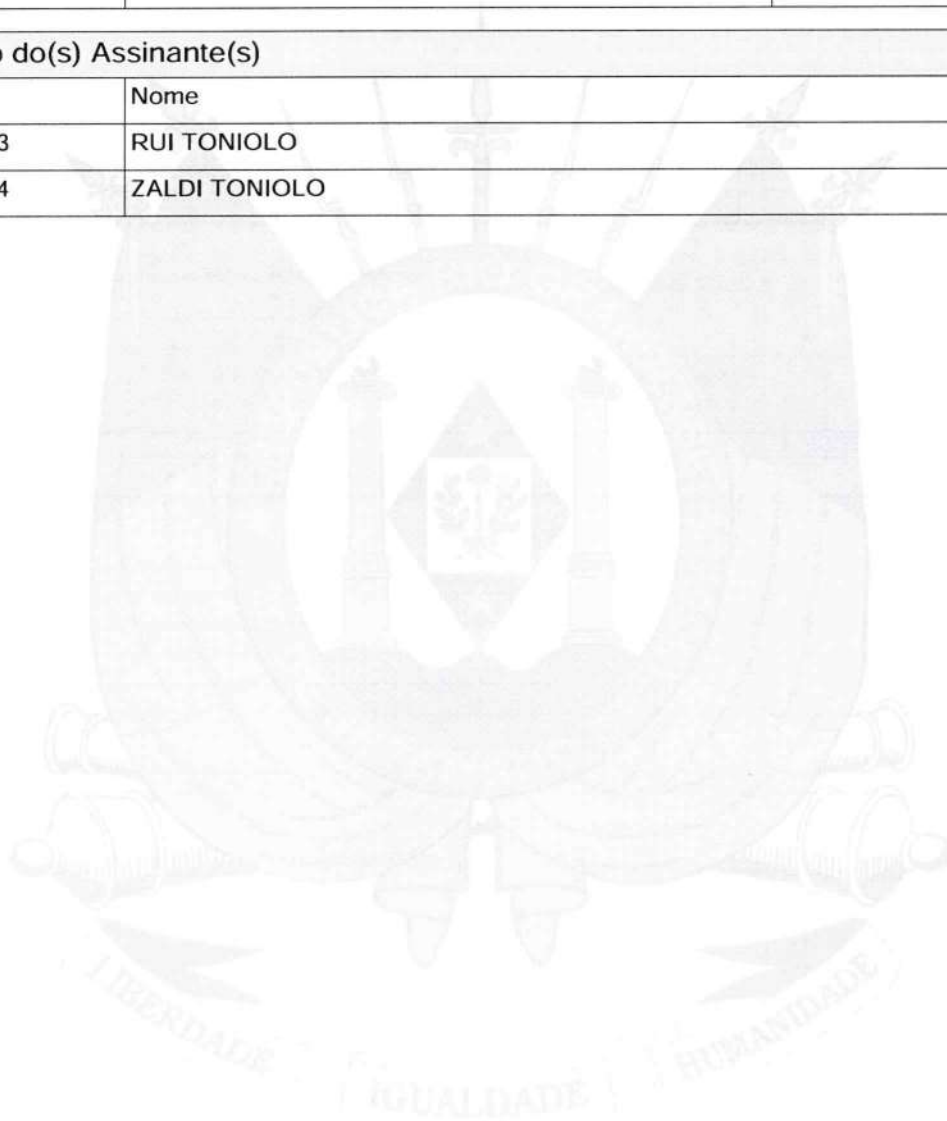 o do(s) Assinante(s)
Nome
3 RUI TONIOLO
4 ZALDI TONIOLO
LIBERDADE IGUALDADE HUMANIDADE